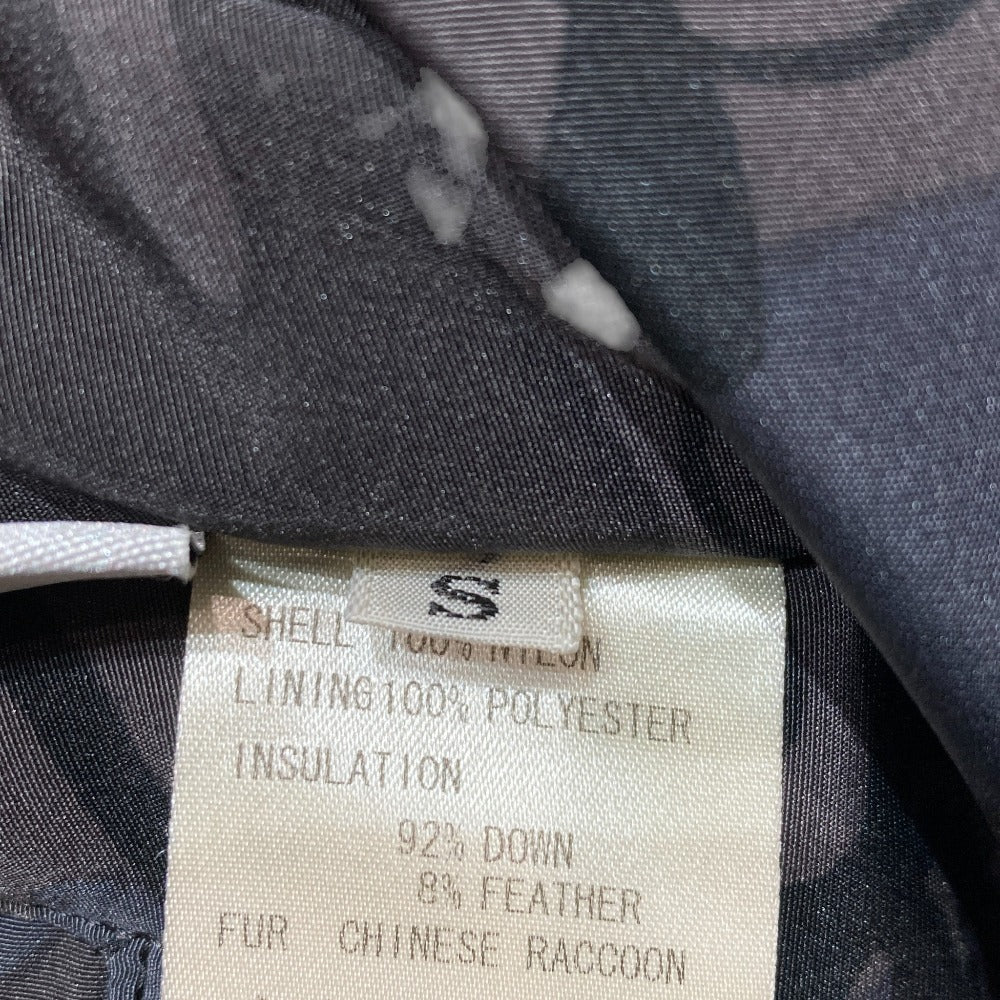 S
SHELL 100% NYLON
LINING100% POLYESTER
INSULATION
92% DOWN
8% FEATHER
FUR CHINESE RACCOON